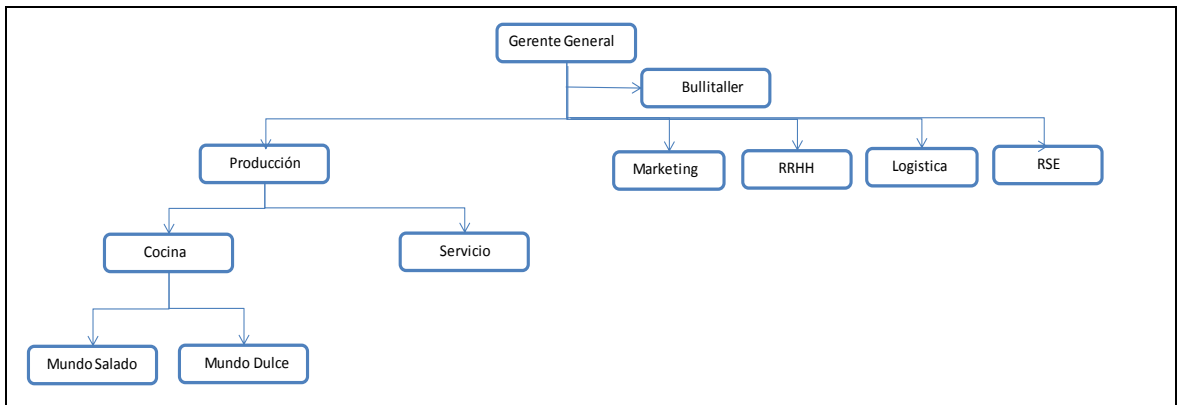 Gerente General
Bullitaller
Producción
Marketing
RRHH
Logistica
RSE
Cocina
Servicio
Mundo Salado
Mundo Dulce